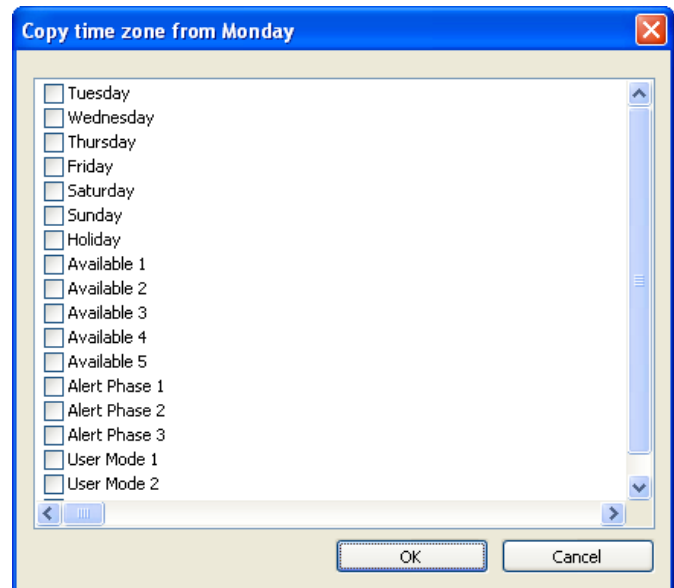 Copy time zone from Monday
Tuesday
Wednesday
Thursday
Friday
Saturday
Sunday
Holiday
Available 1
Available 2
Available 3
Available 4
Available 5
Alert Phase 1
Alert Phase 2
Alert Phase 3
User Mode 1
User Mode 2
OK Cancel